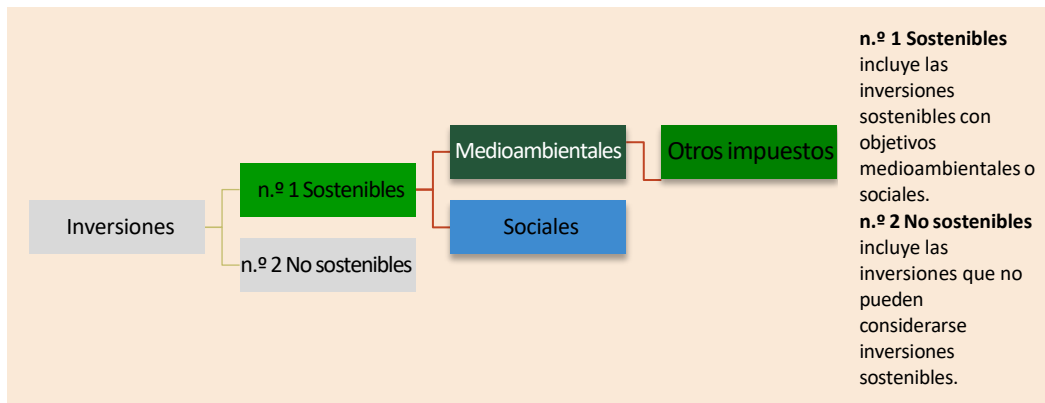 Inversiones
n.º 1 Sostenibles
n.º 2 No sostenibles
Medioambientales
Sociales
Otros impuestos
n.º 1 Sostenibles
incluye las
inversiones
sostenibles con
objetivos
medioambientales o
sociales.
n.º 2 No sostenibles
incluye las
inversiones que no
pueden
considerarse
inversiones
sostenibles.